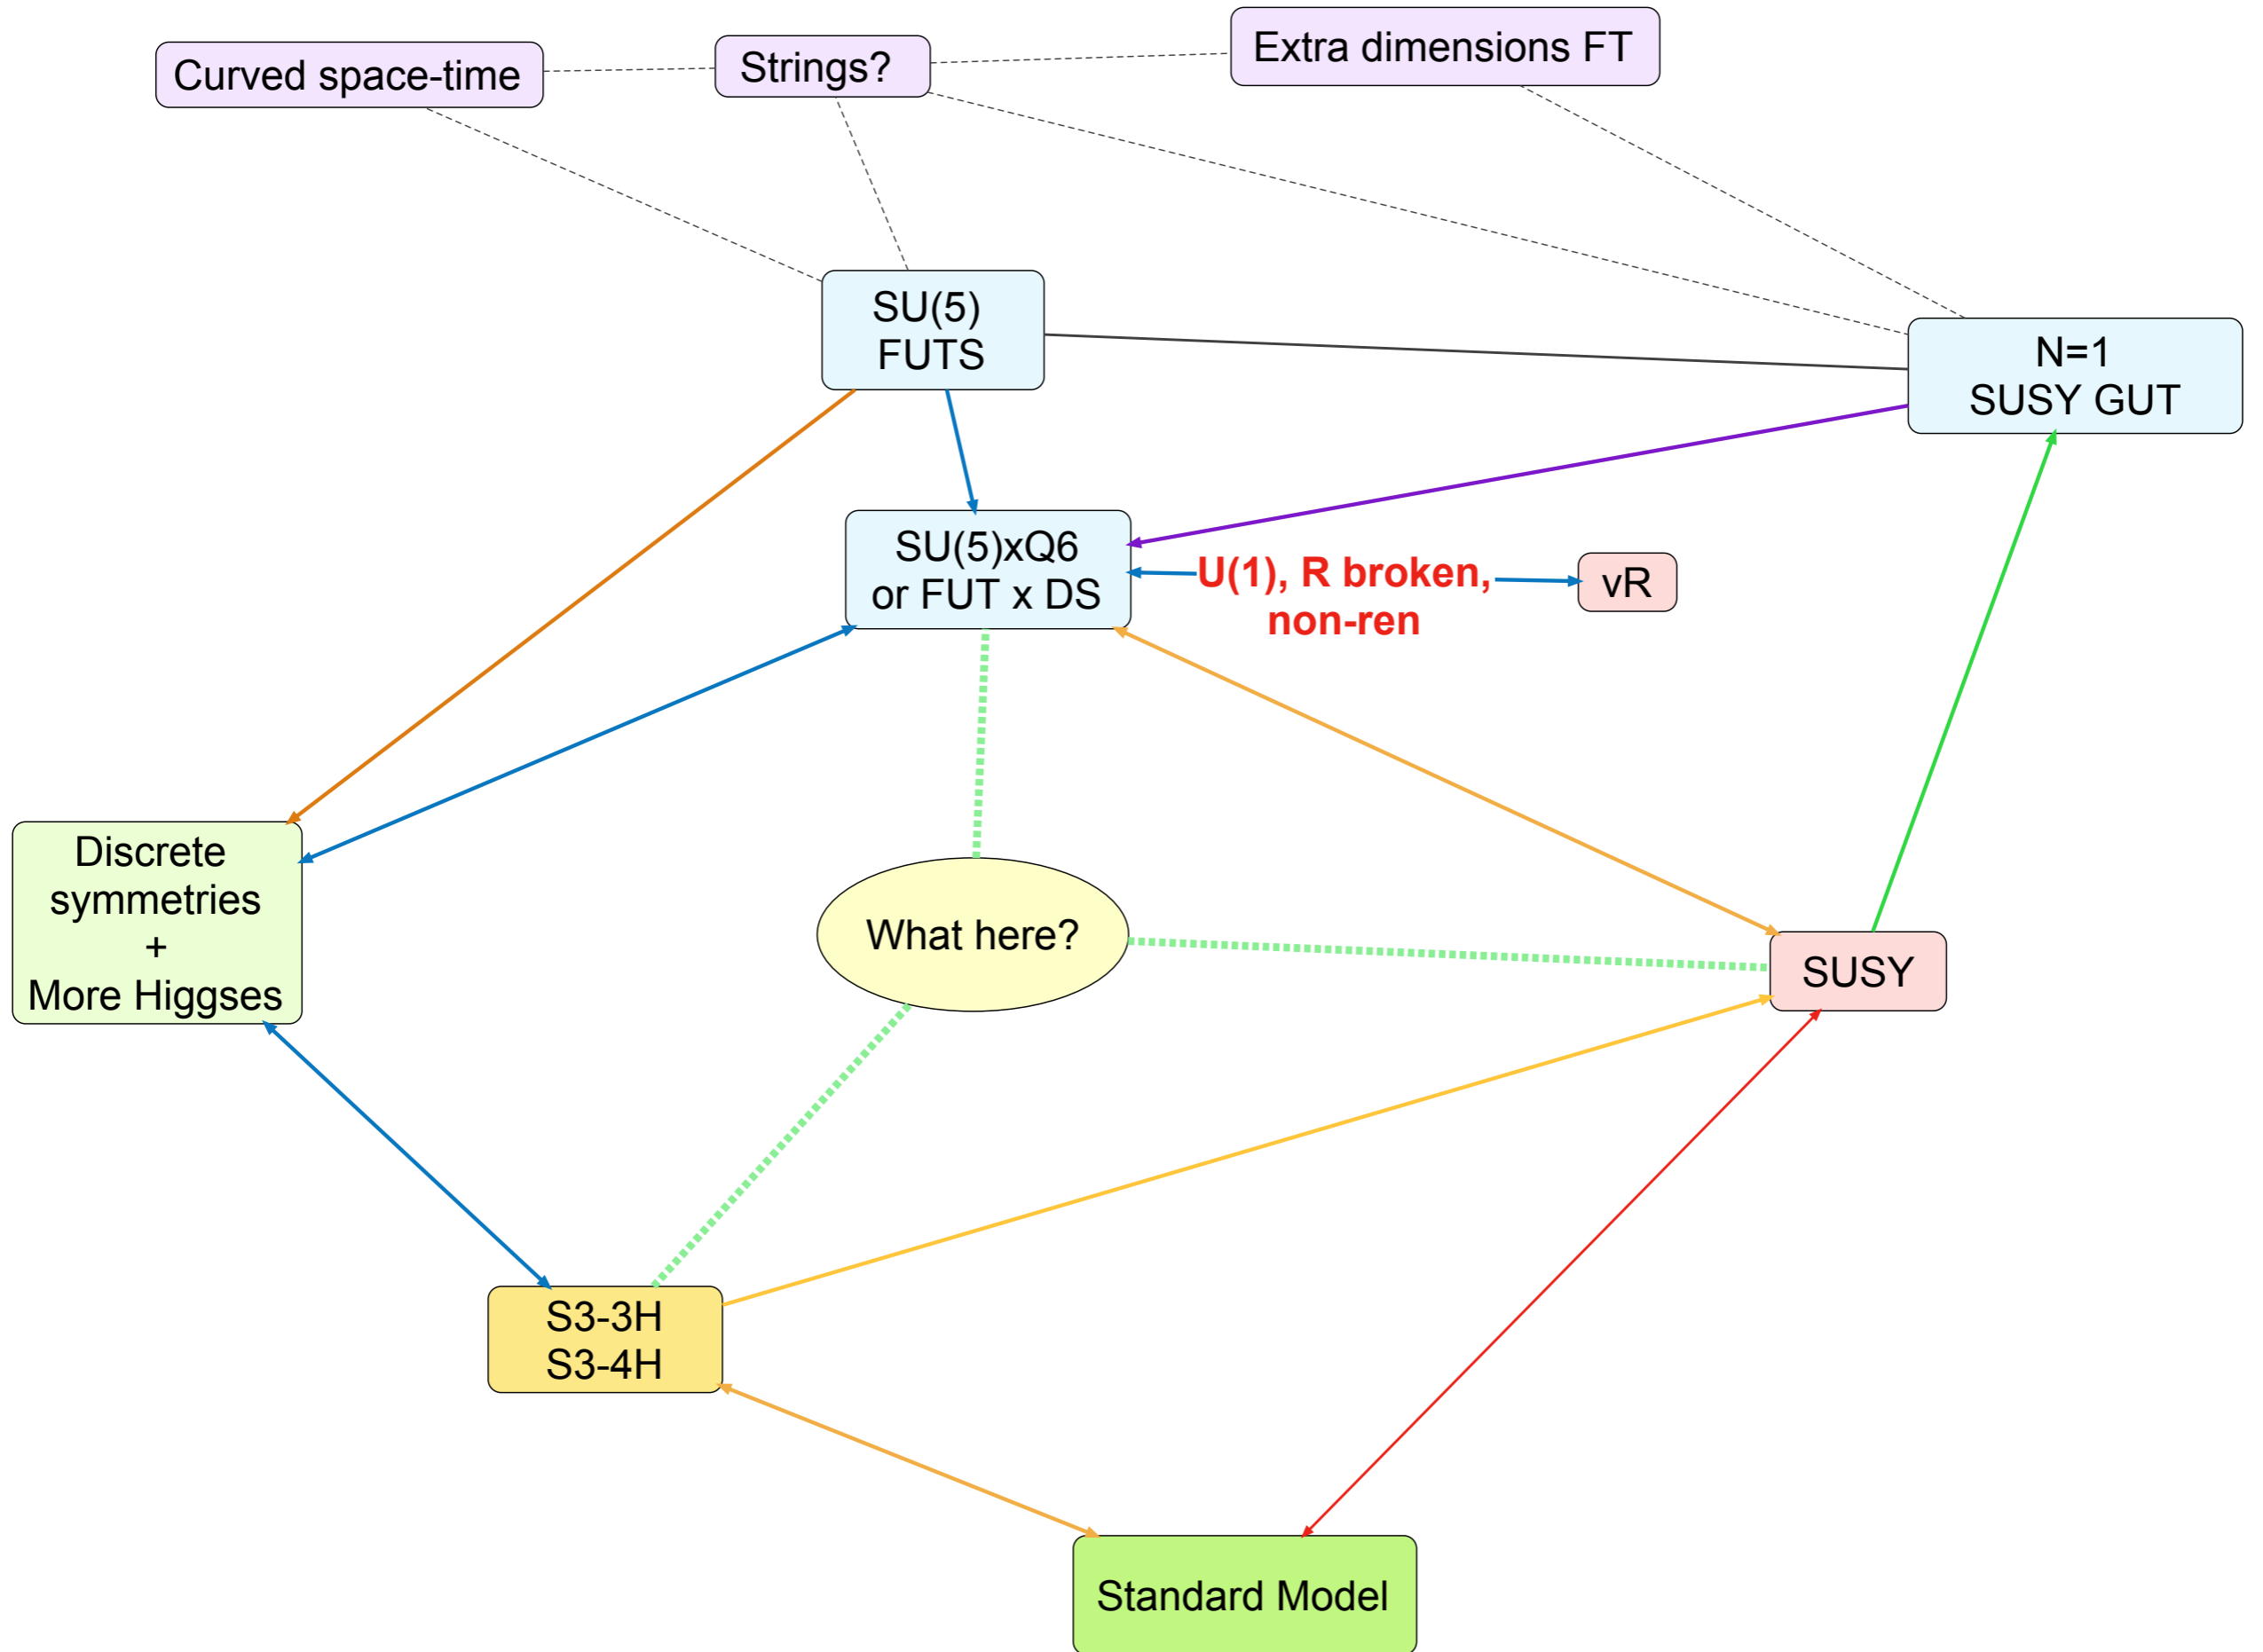 Curved space-time
Strings?
Extra dimensions FT
SU(5)
FUTS
N=1
SUSY GUT
SU(5)xQ6
or FUT x DS
U(1), R broken,
non-ren
vR
Discrete
symmetries
+
More Higgses
What here?
SUSY
S3-3H
S3-4H
Standard Model